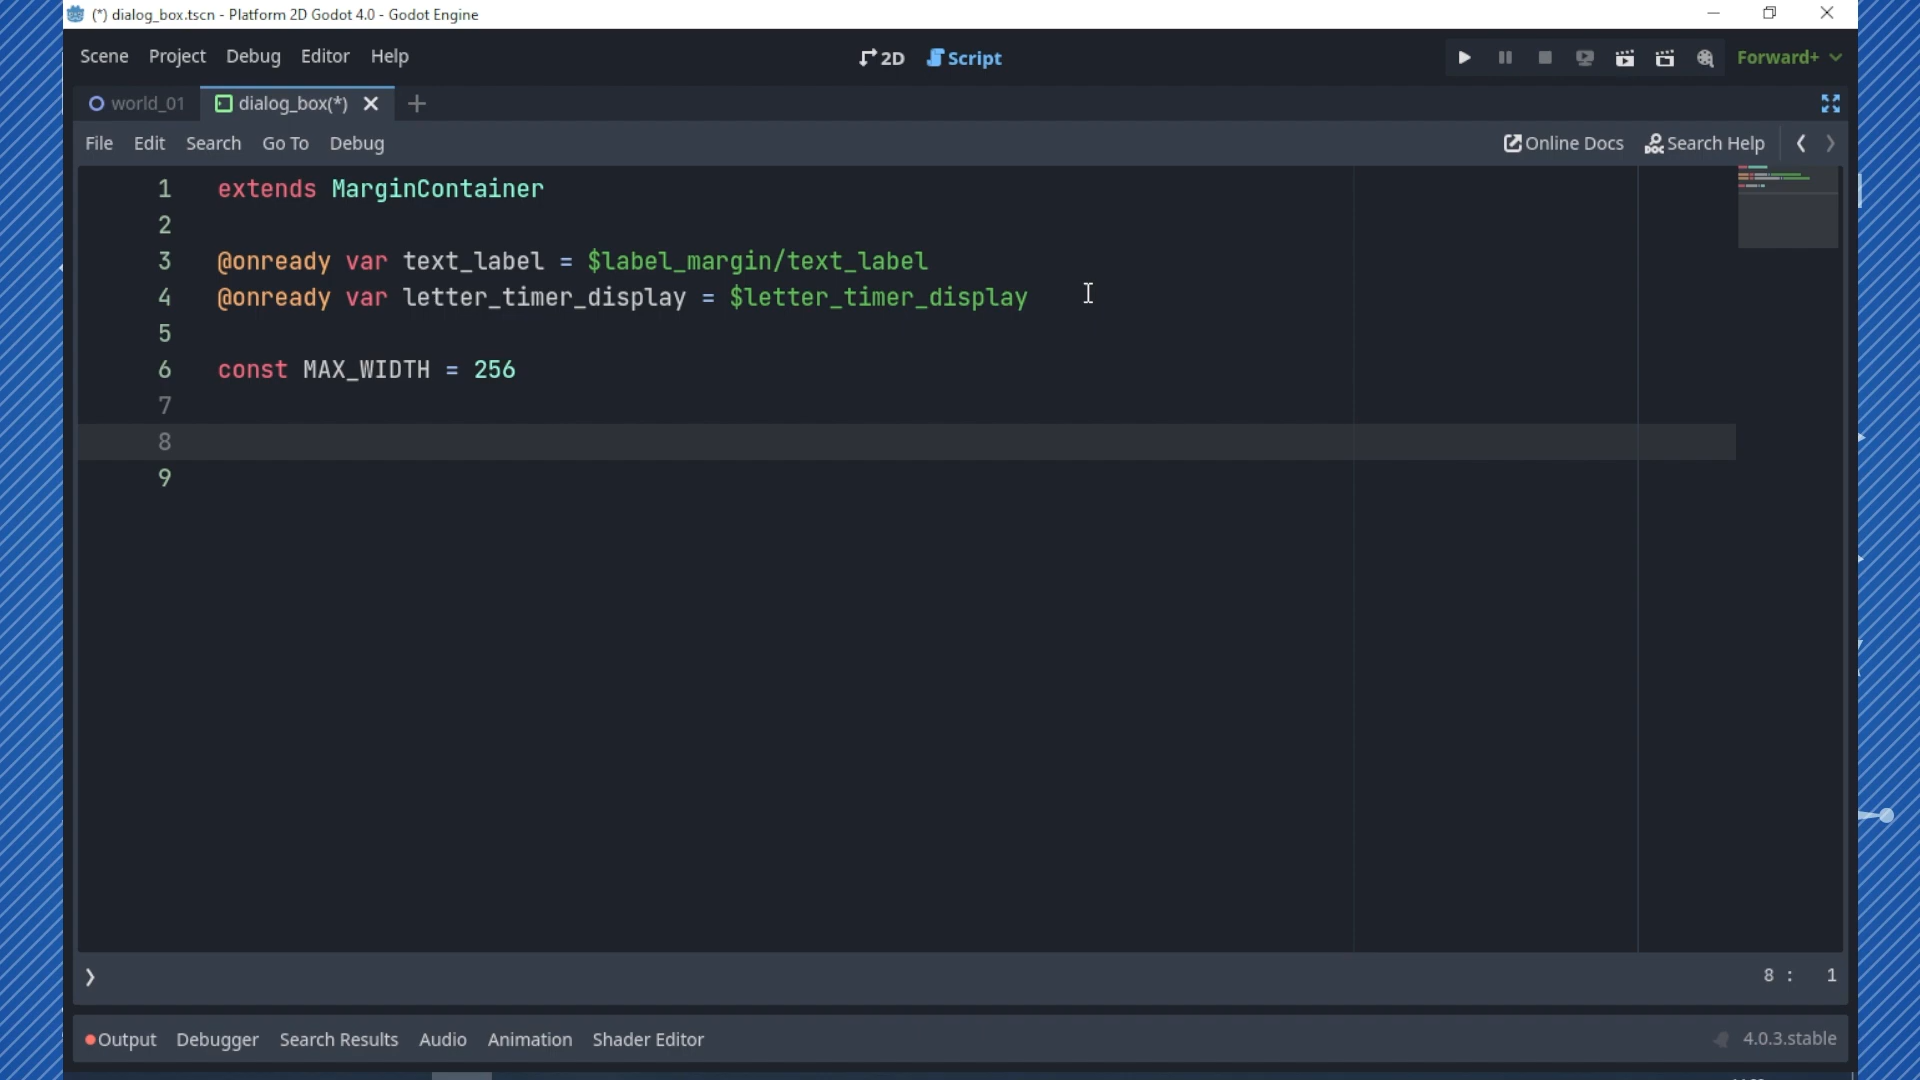 (*) dialog_box.tscn - Platform 2D Godot 4.0 - Godot Engine
Scene Project Debug Editor Help 2D Script Forward+
world_01 dialog_box(*)
File Edit Search Go To Debug Online Docs Search Help
1 extends MarginContainer
2
3 @onready var text_label = $label_margin/text_label
4 @onready var letter_timer_display = $letter_timer_display
5
6 const MAX_WIDTH = 256
7
8
9
8 : 1
Output Debugger Search Results Audio Animation Shader Editor 4.0.3.stable